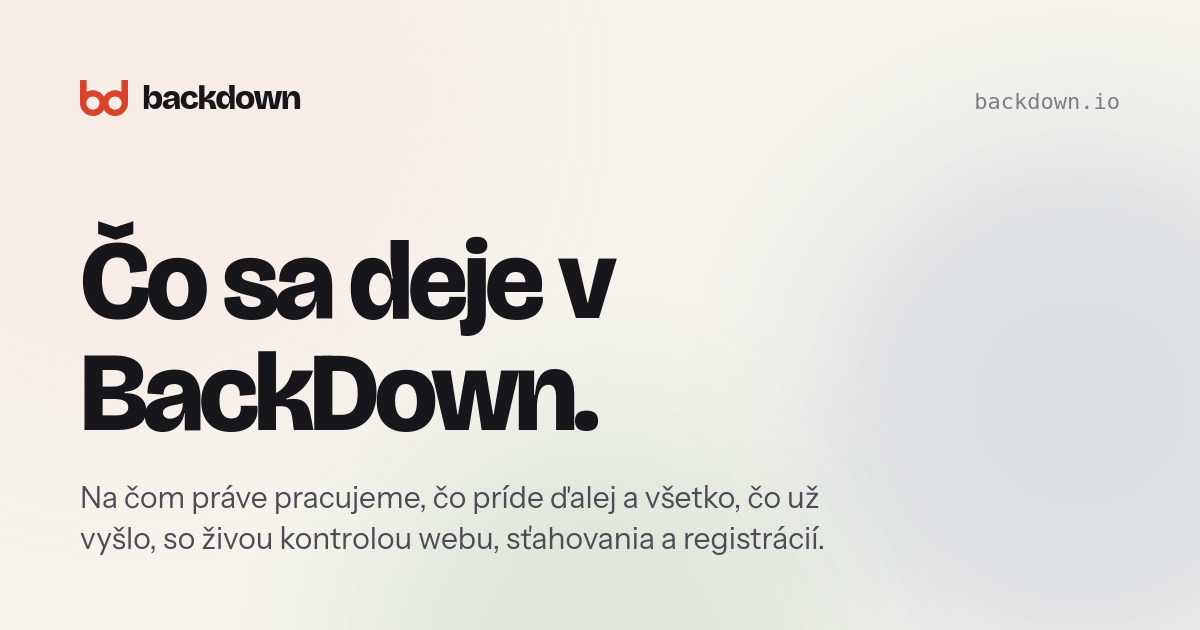 backdown
backdown.io
Čo sa deje v
BackDown.
Na čom práve pracujeme, čo príde ďalej a všetko, čo už
vyšlo, so živou kontrolou webu, sťahovania a registrácií.